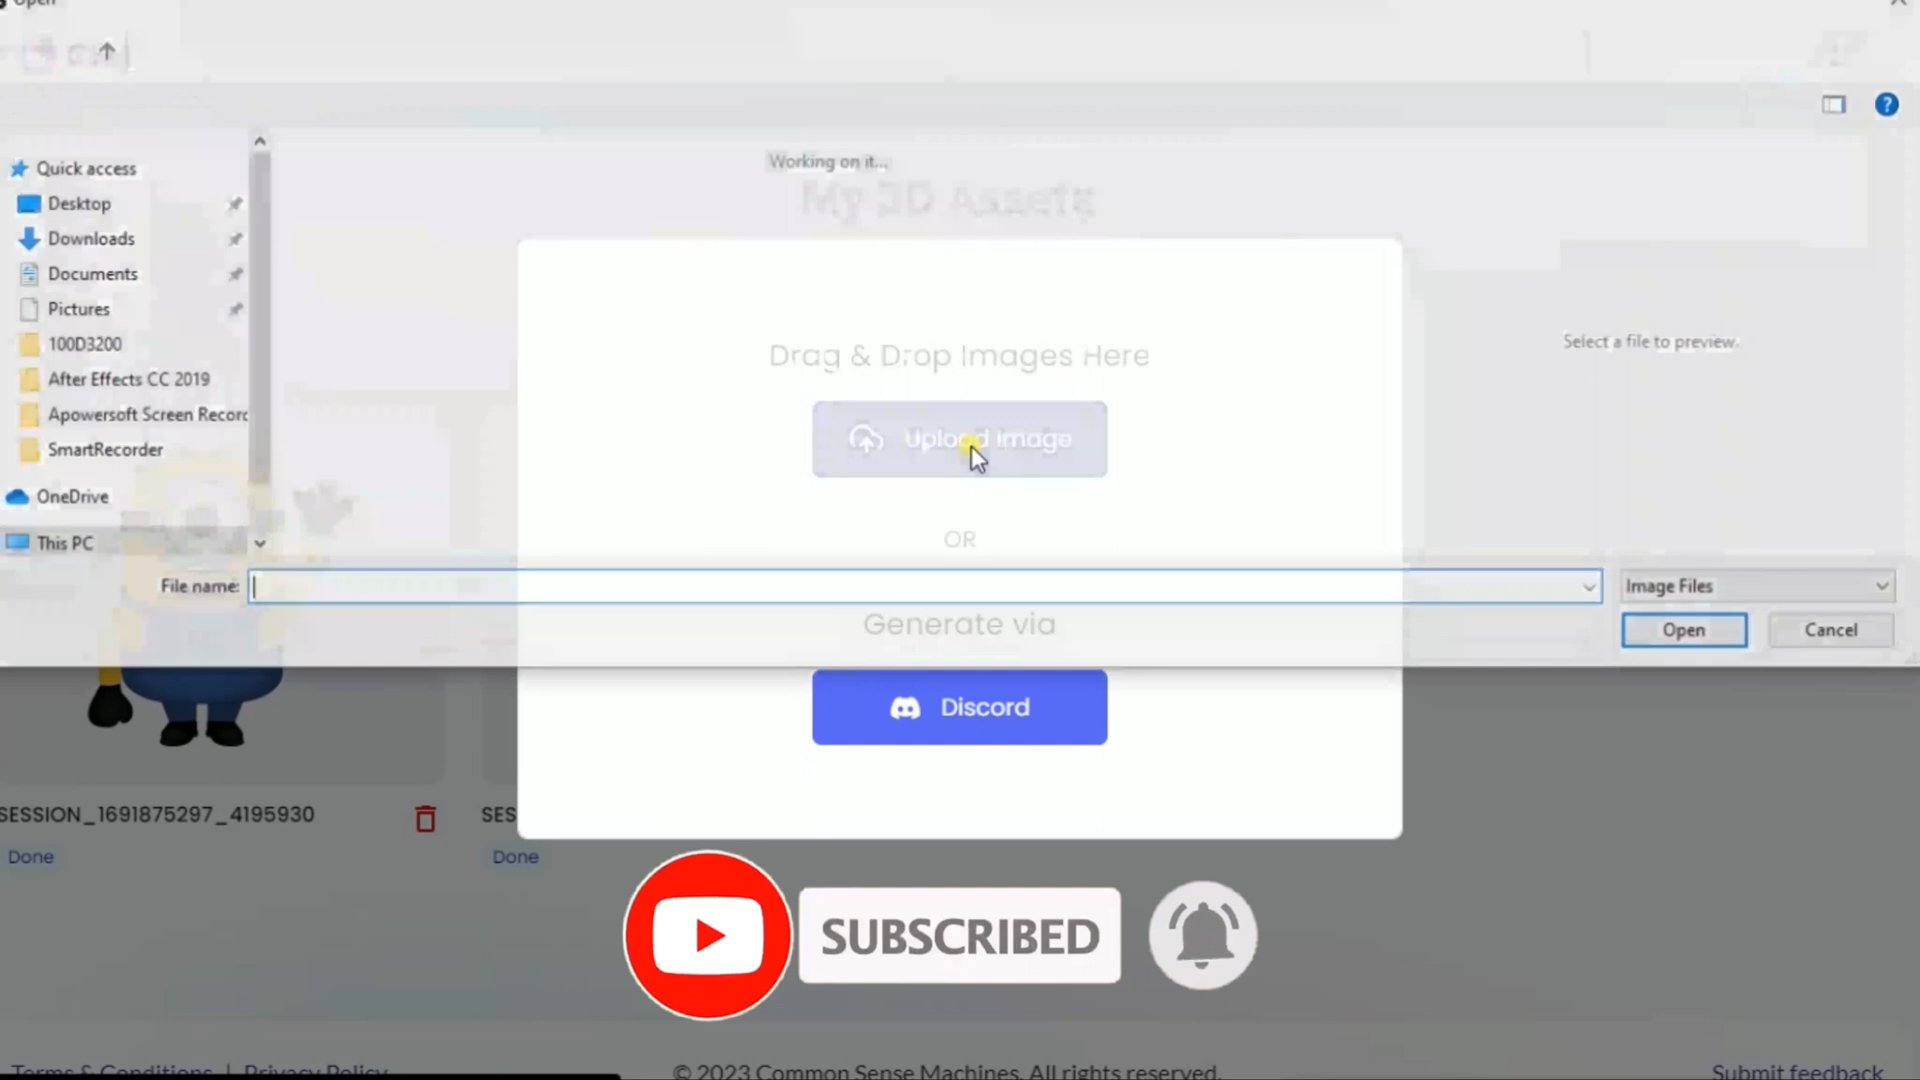 Open
Working on it...
My 3D Assets
Quick access
Desktop
Downloads
Documents
Pictures
100D3200
After Effects CC 2019
Apowersoft Screen Recor
SmartRecorder
OneDrive
This PC
Drag & Drop Images Here
Upload Image
OR
Select a file to preview.
File name:
Image Files
Open
Cancel
Generate via
Discord
SESSION_1691875297_4195930
SES
Done
Done
SUBSCRIBED
Terms & Conditions | Privacy Policy
© 2023 Common Sense Machines. All rights reserved.
Submit feedback